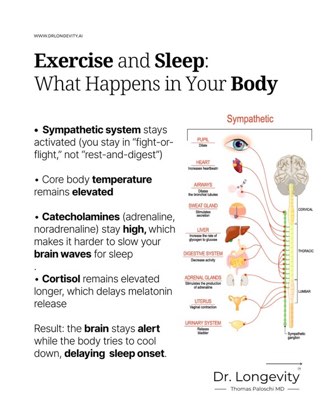 WWW.DRLONGEVITY.AI
Exercise and Sleep:
What Happens in Your Body
• Sympathetic system stays
activated (you stay in “fight-or-
flight,” not “rest-and-digest”)
• Core body temperature
remains elevated
• Catecholamines (adrenaline,
noradrenaline) stay high, which
makes it harder to slow your
brain waves for sleep
.
• Cortisol remains elevated
longer, which delays melatonin
release
Result: the brain stays alert
while the body tries to cool
down, delaying sleep onset.
Sympathetic
PUPIL
Dilates
HEART
Increases heartbeat
AIRWAYS
Dilates
the bronchial tubules
SWEAT GLAND
Stimulates
secretion
LIVER
Increase the rate of
glycogen to glucose
DIGESTIVE SYSTEM
Decrease activity
ADRENAL GLANDS
Stimulates the production
of adrenaline
UTERUS
Vaginal contraction
URINARY SYSTEM
Release
bladder
CERVICAL
THORACIC
LUMBAR
Sympathetic
ganglion
Dr. Longevity
Thomas Paloschi MD